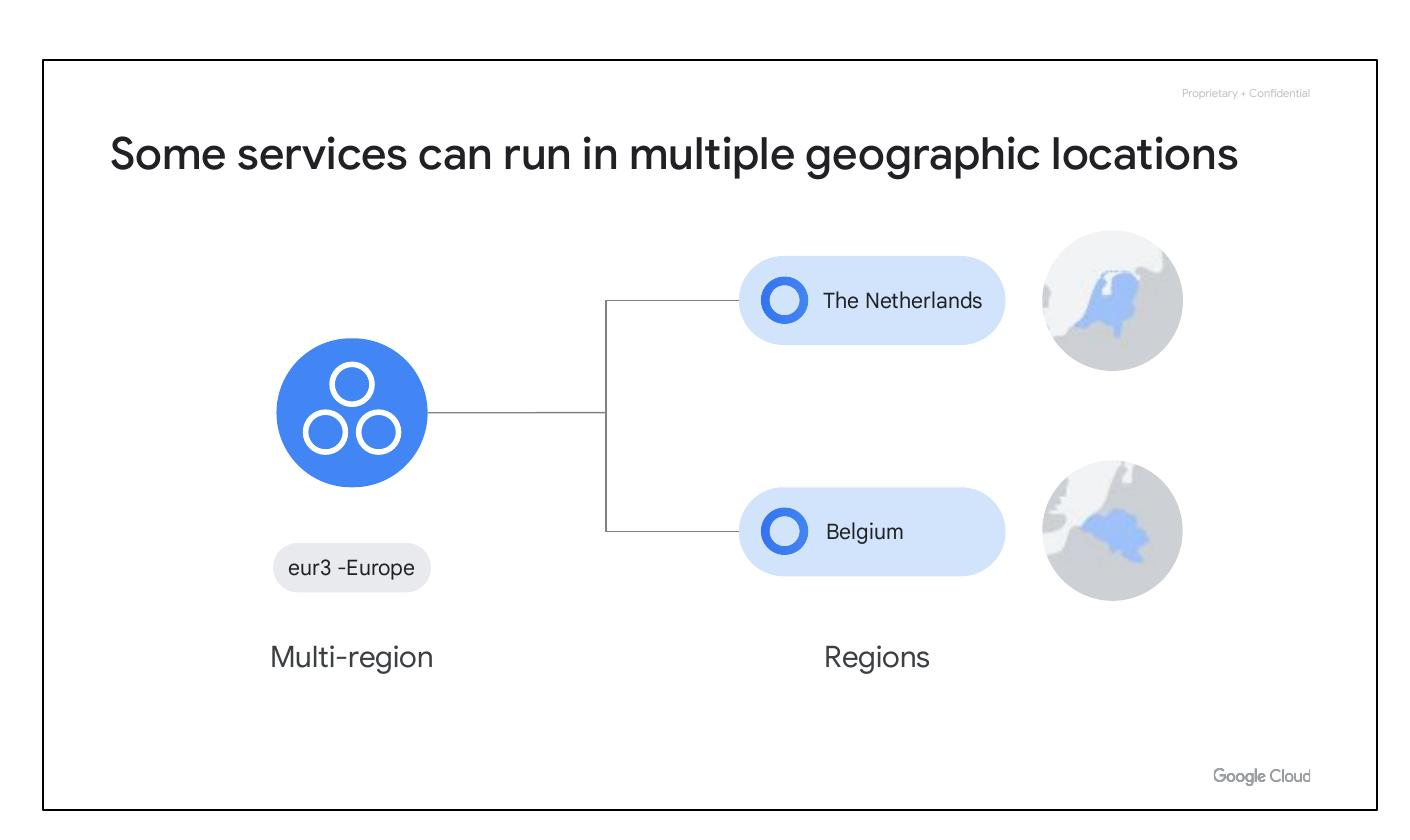 Proprietary + Confidential
Some services can run in multiple geographic locations
The Netherlands
Belgium
eur3 -Europe
Multi-region
Regions
Google Cloud